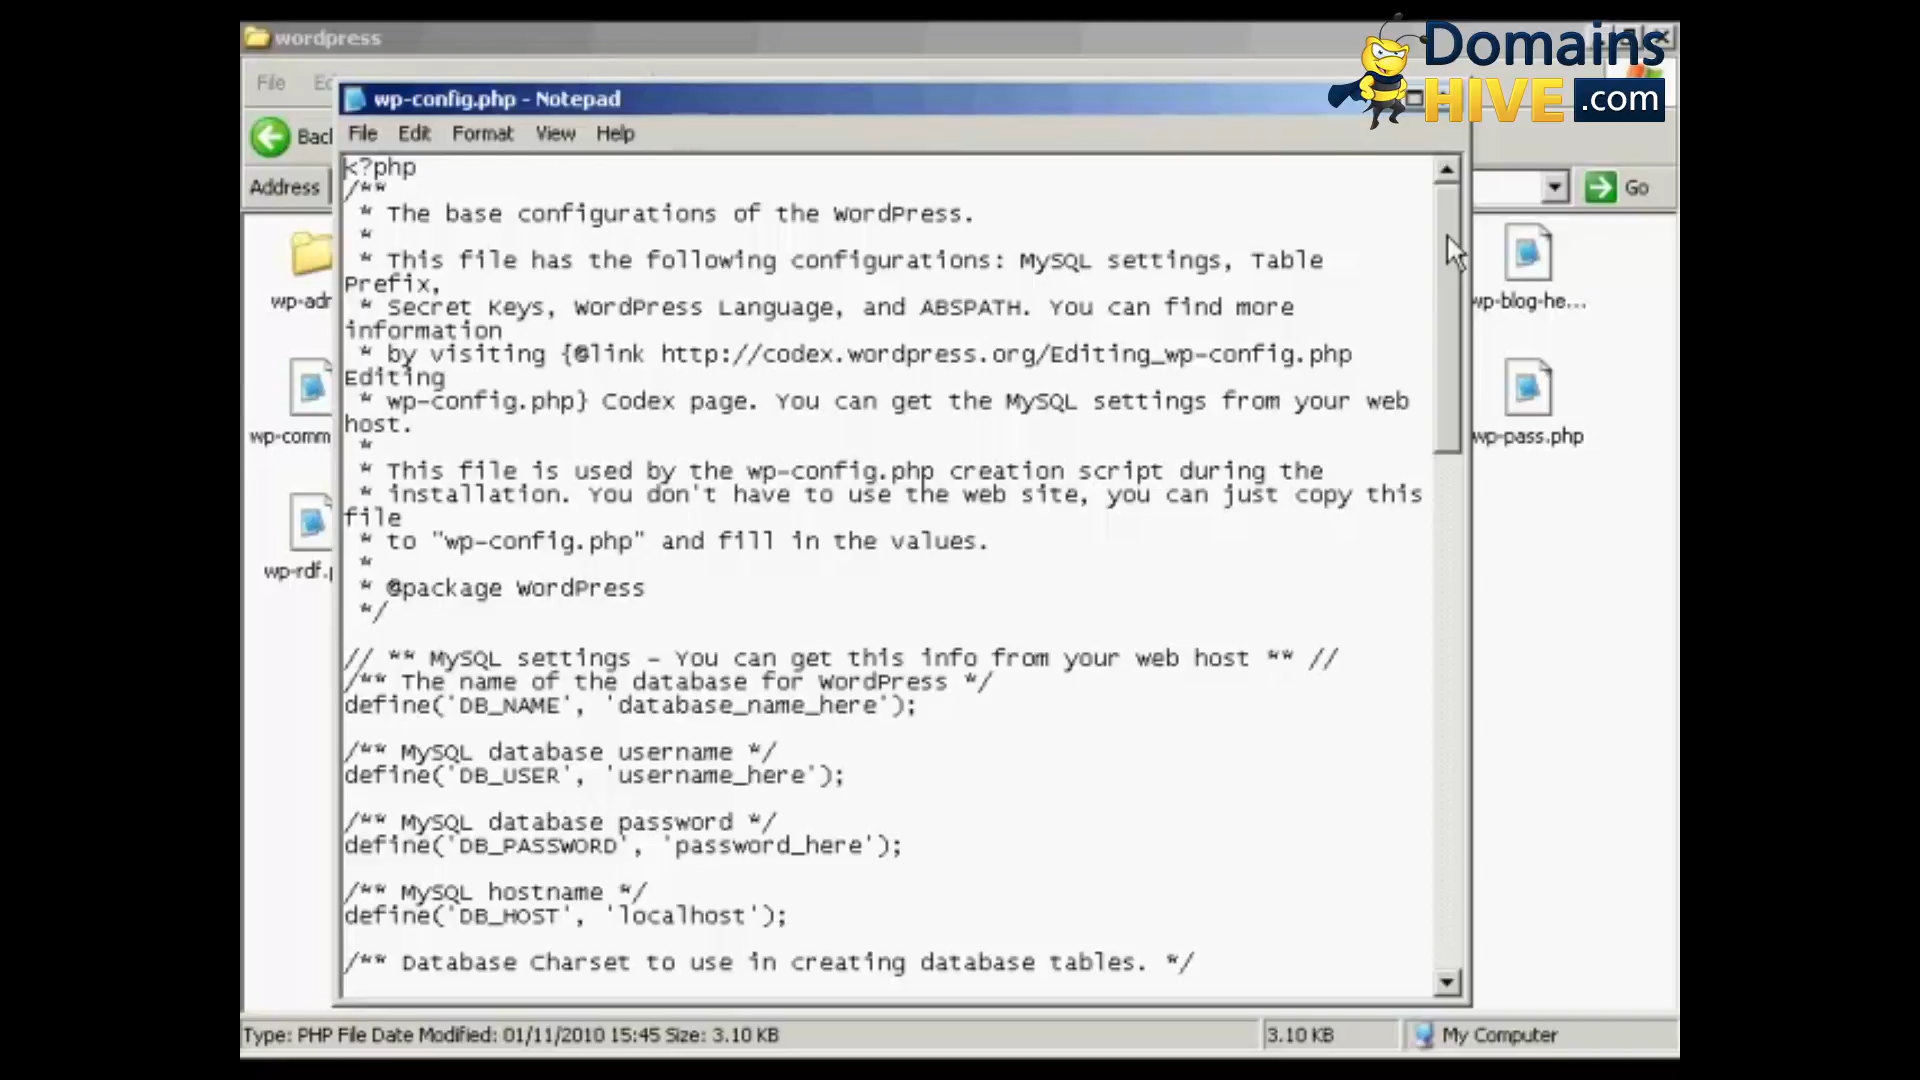 wordpress
Domains
HIVE.com
File
wp-config.php - Notepad
File Edit Format View Help
Address
Go
<?php
/**
 * The base configurations of the WordPress.
 *
 * This file has the following configurations: MySQL settings, Table
Prefix,
 * Secret Keys, WordPress Language, and ABSPATH. You can find more
information
 * by visiting {@link http://codex.wordpress.org/Editing_wp-config.php
Editing
 * wp-config.php} Codex page. You can get the MySQL settings from your web
host.
 *
 * This file is used by the wp-config.php creation script during the
 * installation. You don't have to use the web site, you can just copy this
file
 * to "wp-config.php" and fill in the values.
 *
 * @package WordPress
 */
// ** MySQL settings - You can get this info from your web host ** //
/** The name of the database for WordPress */
define('DB_NAME', 'database_name_here');
/** MySQL database username */
define('DB_USER', 'username_here');
/** MySQL database password */
define('DB_PASSWORD', 'password_here');
/** MySQL hostname */
define('DB_HOST', 'localhost');
/** Database Charset to use in creating database tables. */
wp-blog-he...
wp-pass.php
Type: PHP File Date Modified: 01/11/2010 15:45 Size: 3.10 KB
3.10 KB
My Computer